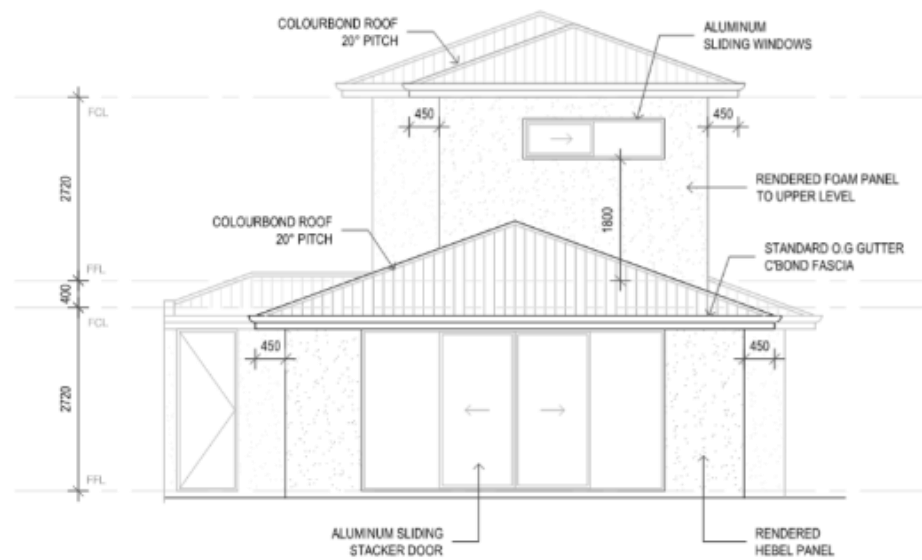 COLOURBOND ROOF
20° PITCH
ALUMINUM
SLIDING WINDOWS
FCL
450
450
2720
RENDERED FOAM PANEL
TO UPPER LEVEL
COLOURBOND ROOF
20° PITCH
1800
STANDARD O.G GUTTER
C'BOND FASCIA
FFL
400
FCL
450
450
2720
FFL
ALUMINUM SLIDING
STACKER DOOR
RENDERED
HEBEL PANEL